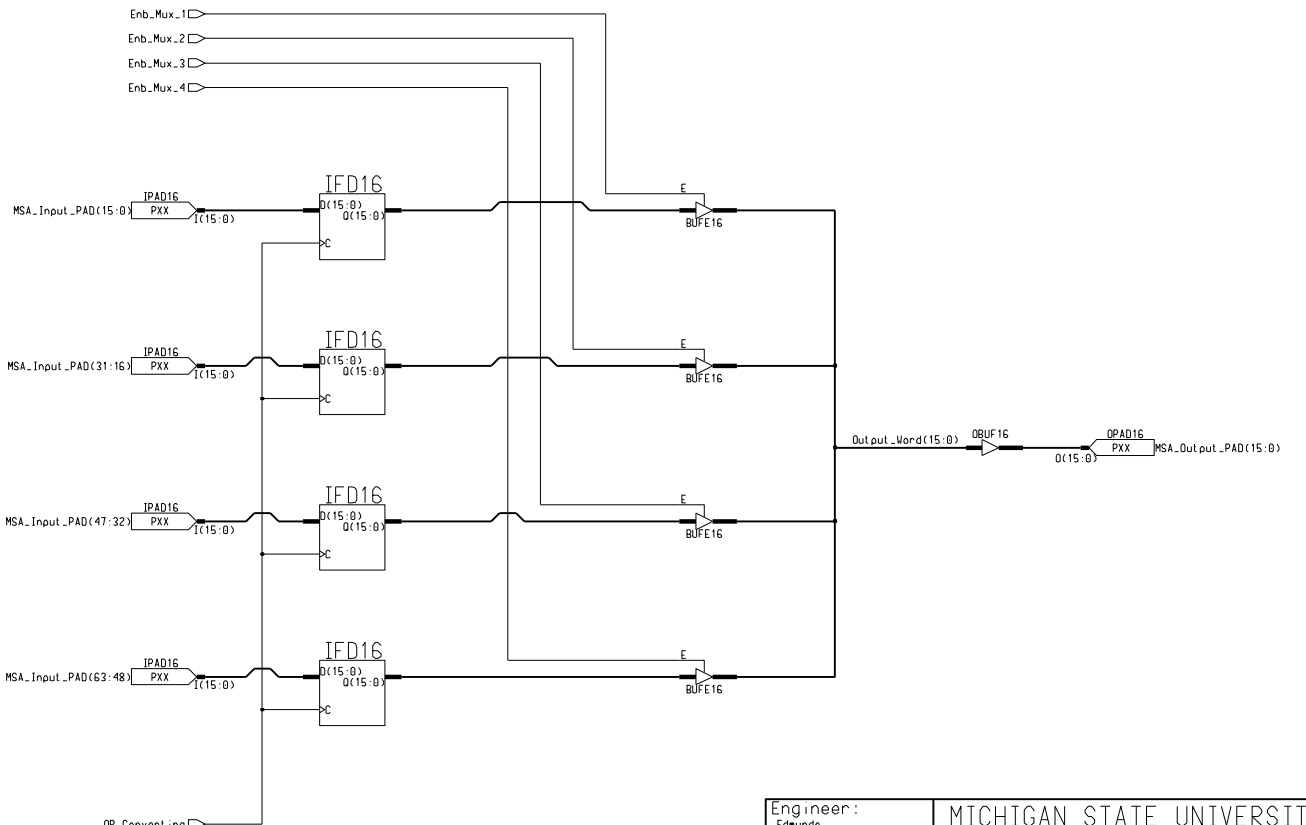 Enb_Mux_1
Enb_Mux_2
Enb_Mux_3
Enb_Mux_4
MSA_Input_PAD(15:0)
IPAD16
PXX
I(15:0)
IFD16
D(15:0)
Q(15:0)
C
E
BUFE16
MSA_Input_PAD(31:16)
IPAD16
PXX
I(15:0)
IFD16
D(15:0)
Q(15:0)
C
E
BUFE16
Output_Word(15:0)
OBUF16
O(15:0)
OPAD16
PXX
MSA_Output_PAD(15:0)
MSA_Input_PAD(47:32)
IPAD16
PXX
I(15:0)
IFD16
D(15:0)
Q(15:0)
C
E
BUFE16
MSA_Input_PAD(63:48)
IPAD16
PXX
I(15:0)
IFD16
D(15:0)
Q(15:0)
C
E
BUFE16
Engineer:
MICHIGAN STATE UNIVERSIT